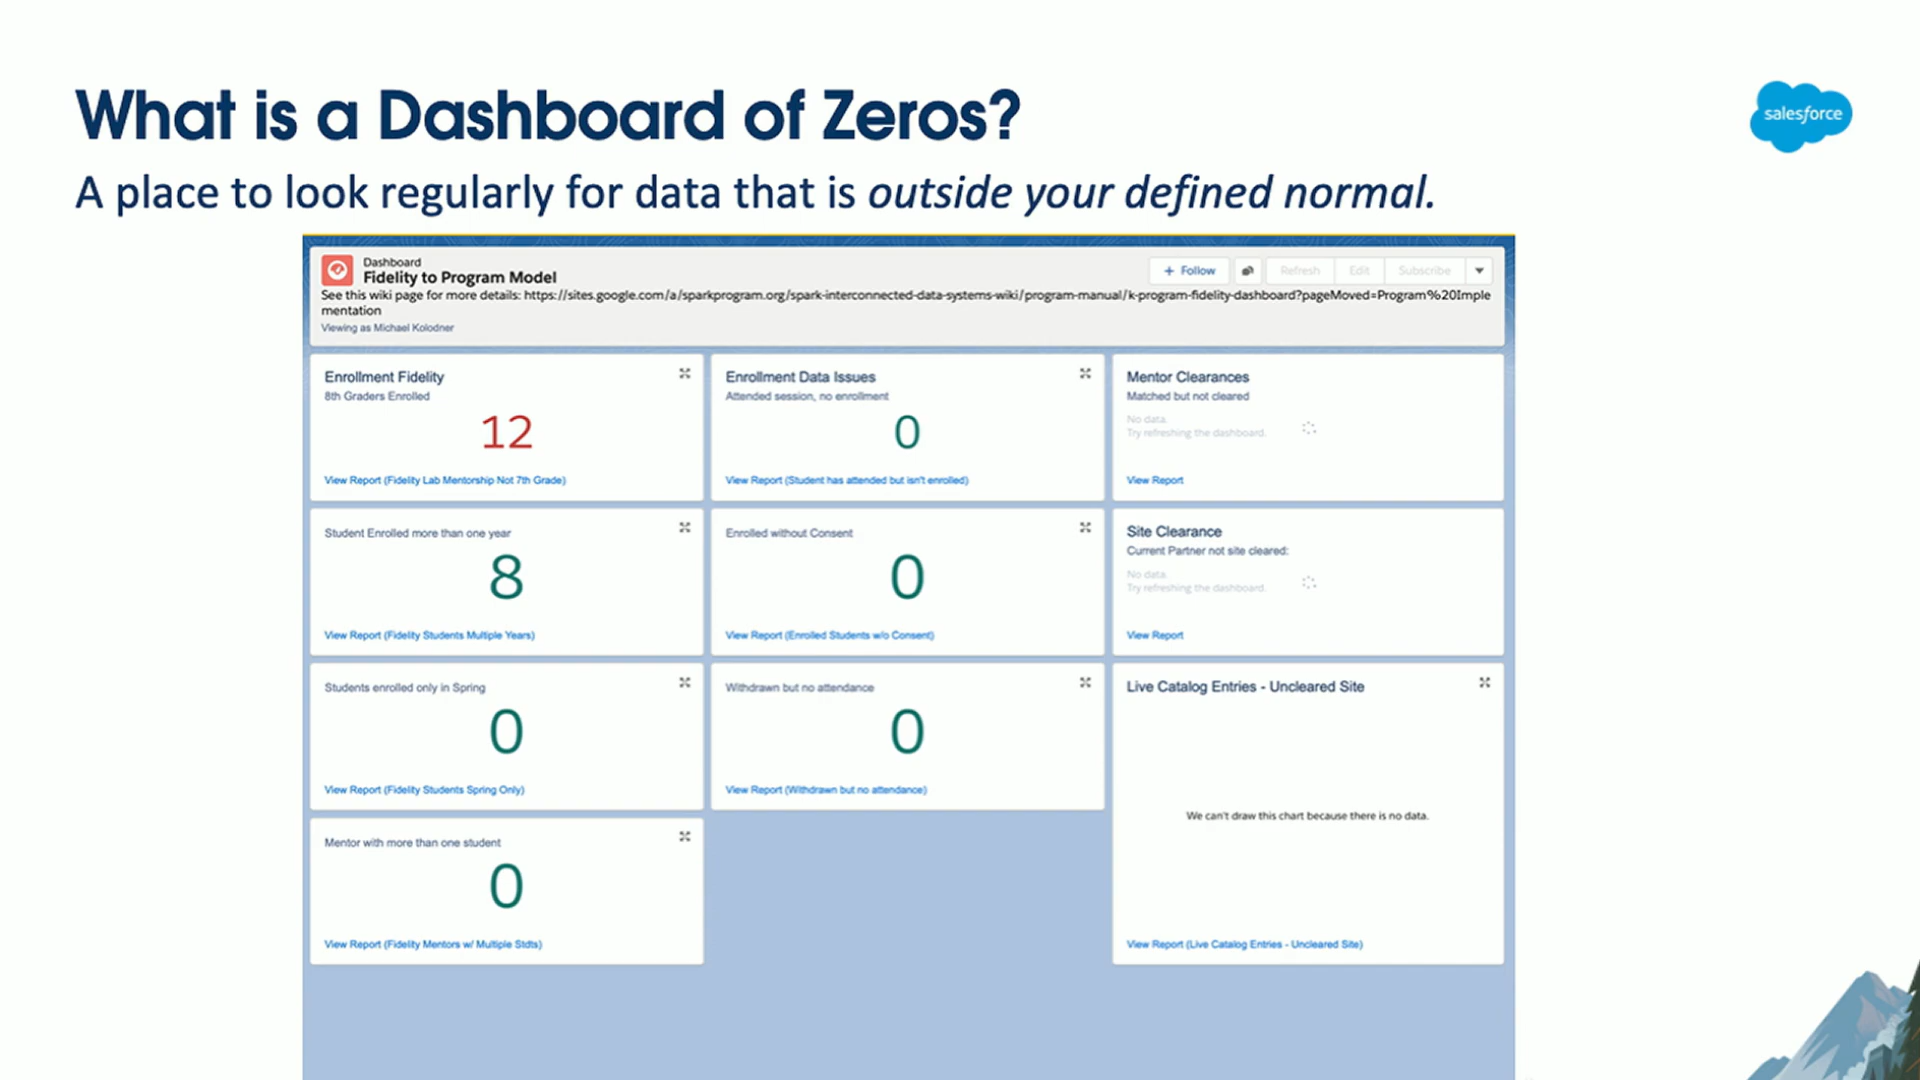 What is a Dashboard of Zeros?
salesforce
A place to look regularly for data that is outside your defined normal.
Dashboard
Fidelity to Program Model
+ Follow
Refresh
Edit
Subscribe
See this wiki page for more details: https://sites.google.com/a/sparkprogram.org/spark-interconnected-data-systems-wiki/program-manual/k-program-fidelity-dashboard?pageMoved=Program%20Imple
mentation
Viewing as Michael Kolodner
Enrollment Fidelity
8th Graders Enrolled
12
View Report (Fidelity Lab Mentorship Not 7th Grade)
Enrollment Data Issues
Attended session, no enrollment
0
View Report (Student has attended but isn't enrolled)
Mentor Clearances
Matched but not cleared
No data.
Try refreshing the dashboard.
View Report
Student Enrolled more than one year
8
View Report (Fidelity Students Multiple Years)
Enrolled without Consent
0
View Report (Enrolled Students w/o Consent)
Site Clearance
Current Partner not site cleared:
No data.
Try refreshing the dashboard.
View Report
Students enrolled only in Spring
0
View Report (Fidelity Students Spring Only)
Withdrawn but no attendance
0
View Report (Withdrawn but no attendance)
Live Catalog Entries - Uncleared Site
We can't draw this chart because there is no data.
View Report (Live Catalog Entries - Uncleared Site)
Mentor with more than one student
0
View Report (Fidelity Mentors w/ Multiple Stdts)